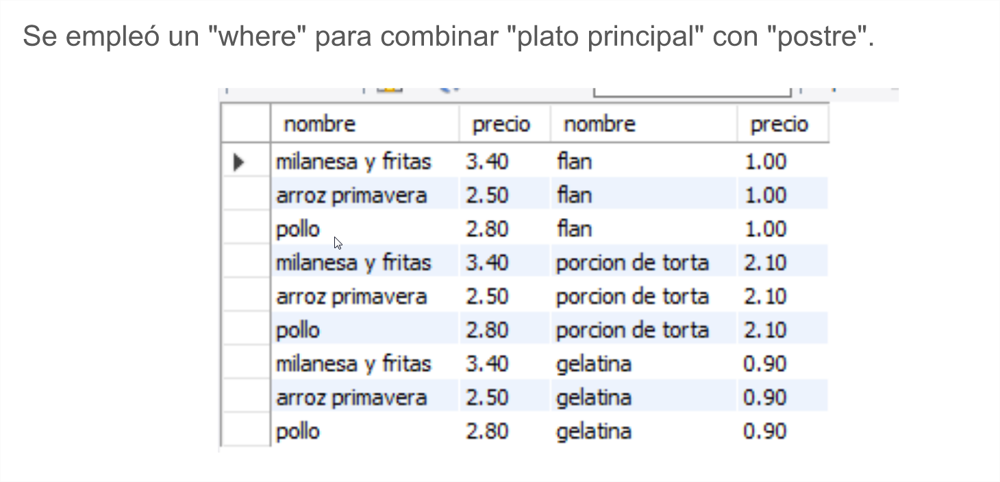 Se empleó un "where" para combinar "plato principal" con "postre".
nombre precio nombre precio
milanesa y fritas 3.40 flan 1.00
arroz primavera 2.50 flan 1.00
pollo 2.80 flan 1.00
milanesa y fritas 3.40 porcion de torta 2.10
arroz primavera 2.50 porcion de torta 2.10
pollo 2.80 porcion de torta 2.10
milanesa y fritas 3.40 gelatina 0.90
arroz primavera 2.50 gelatina 0.90
pollo 2.80 gelatina 0.90